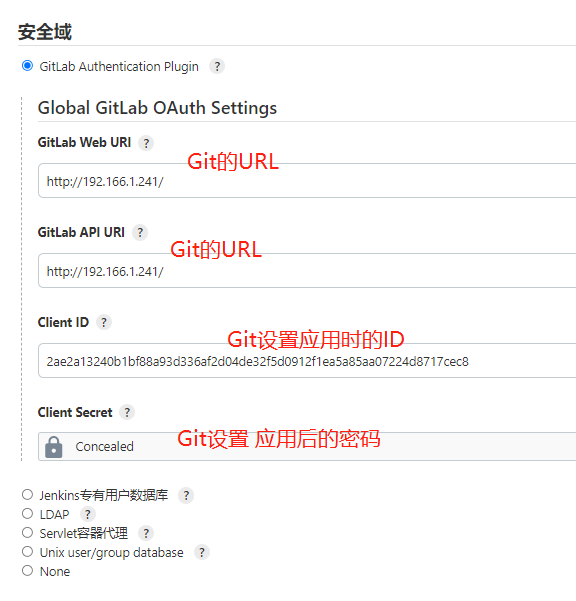 安全域
GitLab Authentication Plugin ?
Global GitLab OAuth Settings
GitLab Web URI ?
Git的URL
http://192.166.1.241/
GitLab API URI ?
Git的URL
http://192.166.1.241/
Client ID ?
Git设置应用时的ID
2ae2a13240b1bf88a93d336af2d04de32f5d0912f1ea5a85aa07224d8717cec8
Client Secret ?
Git设置 应用后的密码
Concealed
Jenkins专有用户数据库 ?
LDAP ?
Servlet容器代理 ?
Unix user/group database ?
None